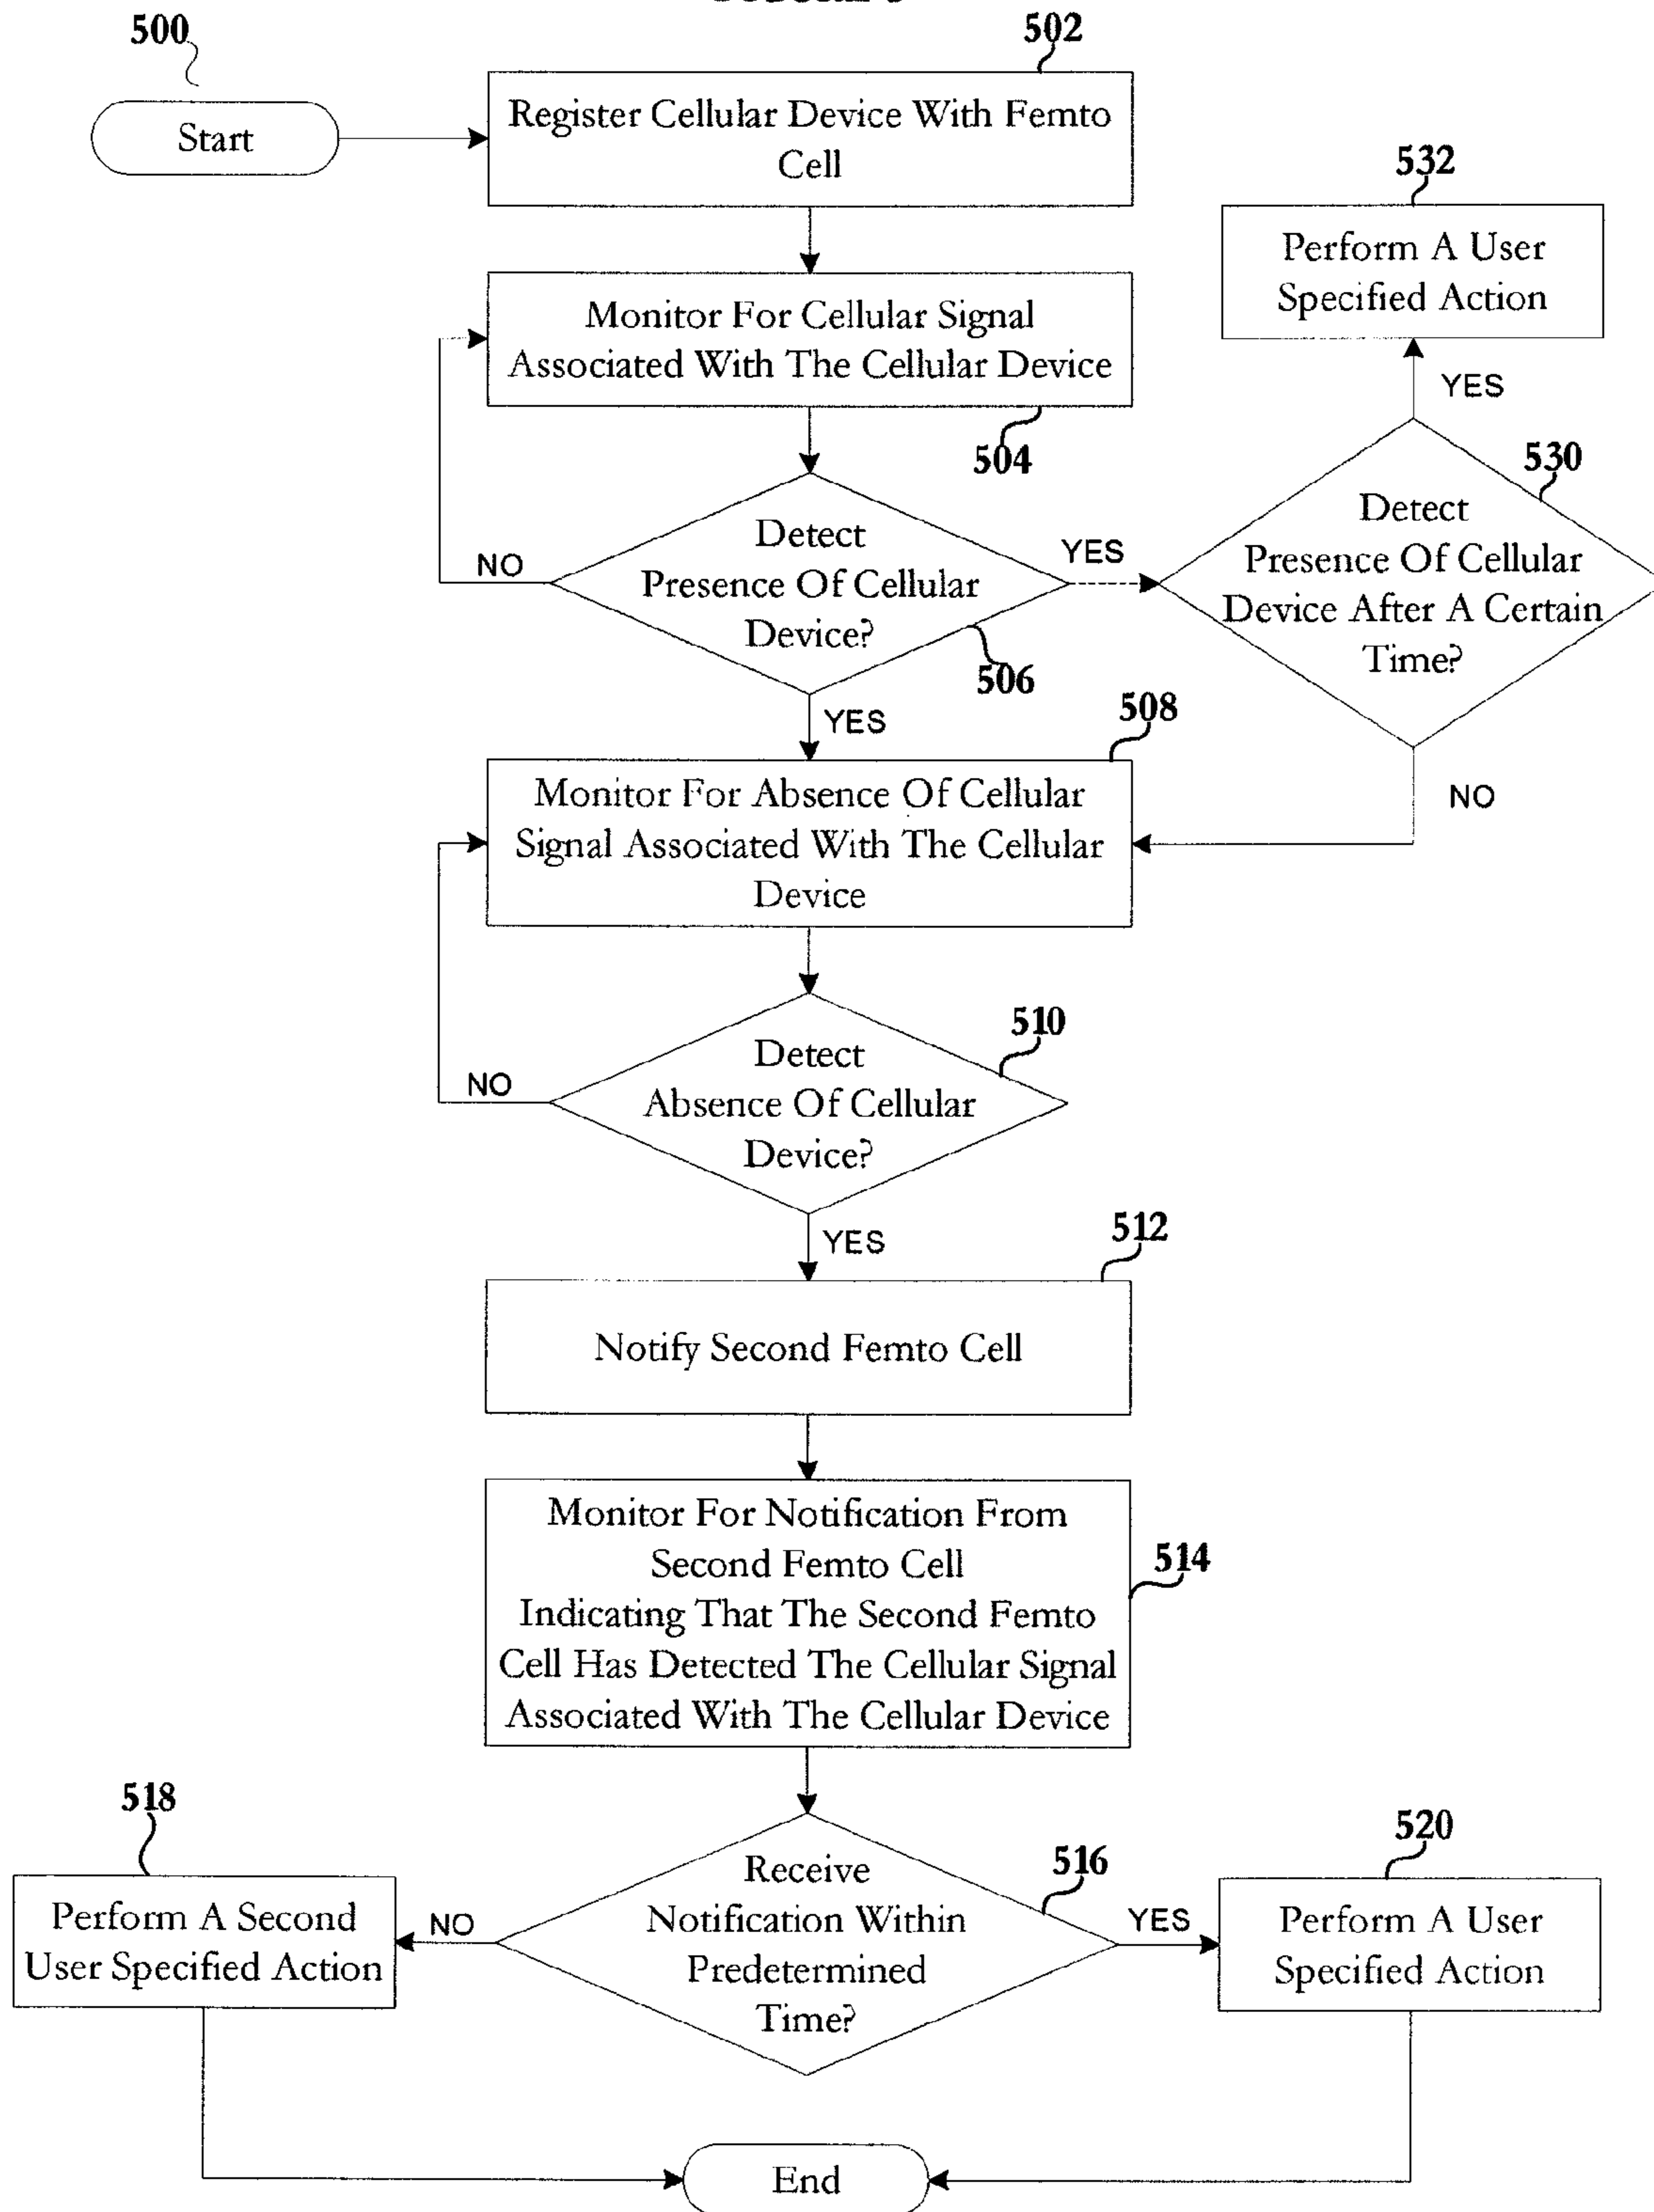 500
502
Start
Register Cellular Device With Femto
Cell
532
Perform A User
Specified Action
Monitor For Cellular Signal
Associated With The Cellular Device
504
YES
530
Detect
Presence Of Cellular
Device?
NO
YES
506
Detect
Presence Of Cellular
Device After A Certain
Time?
YES
508
NO
Monitor For Absence Of Cellular
Signal Associated With The Cellular
Device
510
Detect
Absence Of Cellular
Device?
NO
YES
512
Notify Second Femto Cell
Monitor For Notification From
Second Femto Cell
Indicating That The Second Femto
Cell Has Detected The Cellular Signal
Associated With The Cellular Device
514
518
516
520
Perform A Second
User Specified Action
NO
Receive
Notification Within
Predetermined
Time?
YES
Perform A User
Specified Action
End